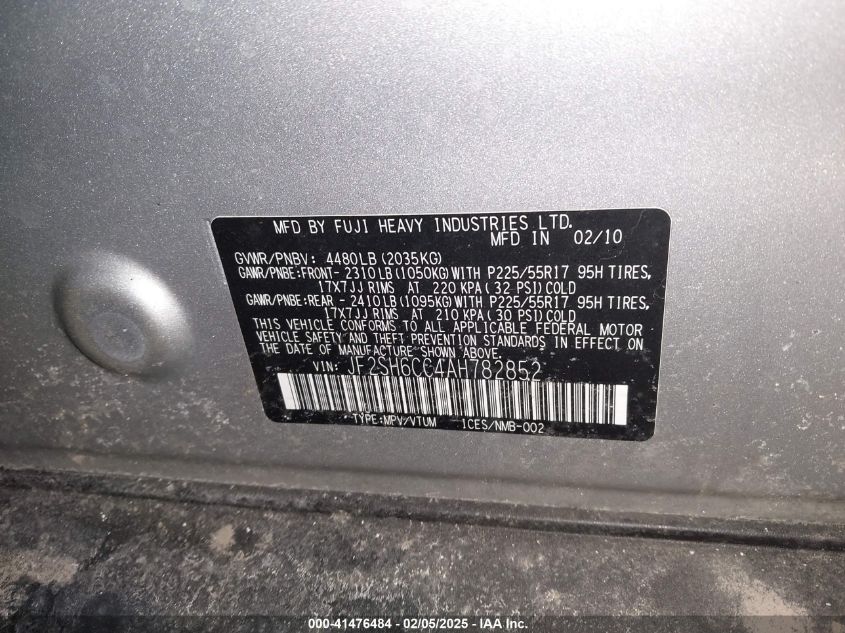 MFD BY FUJI HEAVY INDUSTRIES LTD.
MFD IN 02/10
GVWR/PNBV: 4480LB (2035KG)
GAWR/PNBE:FRONT- 2310LB (1050KG) WITH P225/55R17 95H TIRES,
17X7JJ RIMS AT 220 KPA ( 32 PSI) COLD
GAWR/PNBE:REAR - 2410LB (1095KG) WITH P225/55R17 95H TIRES,
17X7JJ RIMS AT 210 KPA ( 30 PSI) COLD
THIS VEHICLE CONFORMS TO ALL APPLICABLE FEDERAL MOTOR
VEHICLE SAFETY AND THEFT PREVENTION STANDARDS IN EFFECT ON
THE DATE OF MANUFACTURE SHOWN ABOVE.
VIN: JF2SH6CC4AH782852
TYPE:MPV/VTUM 1CES/NMB-002
000-41476484 - 02/05/2025 - IAA Inc.